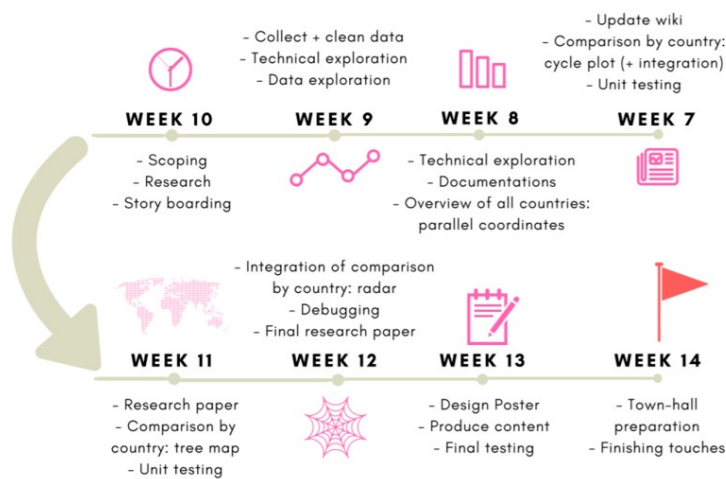 - Collect + clean data
- Technical exploration
- Data exploration
- Update wiki
- Comparison by country:
cycle plot (+ integration)
- Unit testing
WEEK 10
WEEK 9
WEEK 8
WEEK 7
- Scoping
- Research
- Story boarding
- Technical exploration
- Documentations
- Overview of all countries:
parallel coordinates
- Integration of comparison
by country: radar
- Debugging
- Final research paper
WEEK 11
WEEK 12
WEEK 13
WEEK 14
- Research paper
- Comparison by
country: tree map
- Unit testing
- Design Poster
- Produce content
- Final testing
- Town-hall
preparation
- Finishing touches